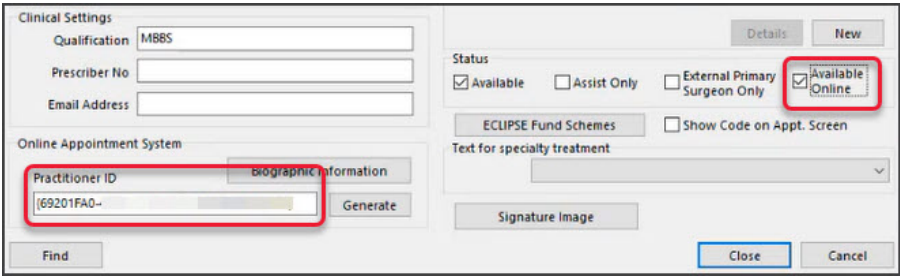 Clinical Settings
Qualification MBBS
Prescriber No
Email Address
Online Appointment System
Biographic Information
Practitioner ID
{69201FA0-
Generate
Find
Details New
Status
Available Assist Only External Primary Surgeon Only Available Online
ECLIPSE Fund Schemes Show Code on Appt. Screen
Text for specialty treatment
Signature Image
Close Cancel